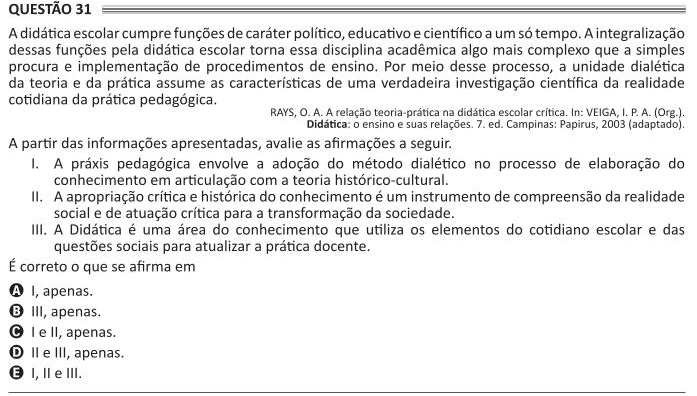 QUESTÃO 31
A didática escolar cumpre funções de caráter político, educativo e científico a um só tempo. A integralização
dessas funções pela didática escolar torna essa disciplina acadêmica algo mais complexo que a simples
procura e implementação de procedimentos de ensino. Por meio desse processo, a unidade dialética
da teoria e da prática assume as características de uma verdadeira investigação científica da realidade
cotidiana da prática pedagógica.
RAYS, O. A. A relação teoria-prática na didática escolar crítica. In: VEIGA, I. P. A. (Org.).
Didática: o ensino e suas relações. 7. ed. Campinas: Papirus, 2003 (adaptado).
A partir das informações apresentadas, avalie as afirmações a seguir.
I. A práxis pedagógica envolve a adoção do método dialético no processo de elaboração do
conhecimento em articulação com a teoria histórico-cultural.
II. A apropriação crítica e histórica do conhecimento é um instrumento de compreensão da realidade
social e de atuação crítica para a transformação da sociedade.
III. A Didática é uma área do conhecimento que utiliza os elementos do cotidiano escolar e das
questões sociais para atualizar a prática docente.
É correto o que se afirma em
A I, apenas.
B III, apenas.
C I e II, apenas.
D II e III, apenas.
E I, II e III.